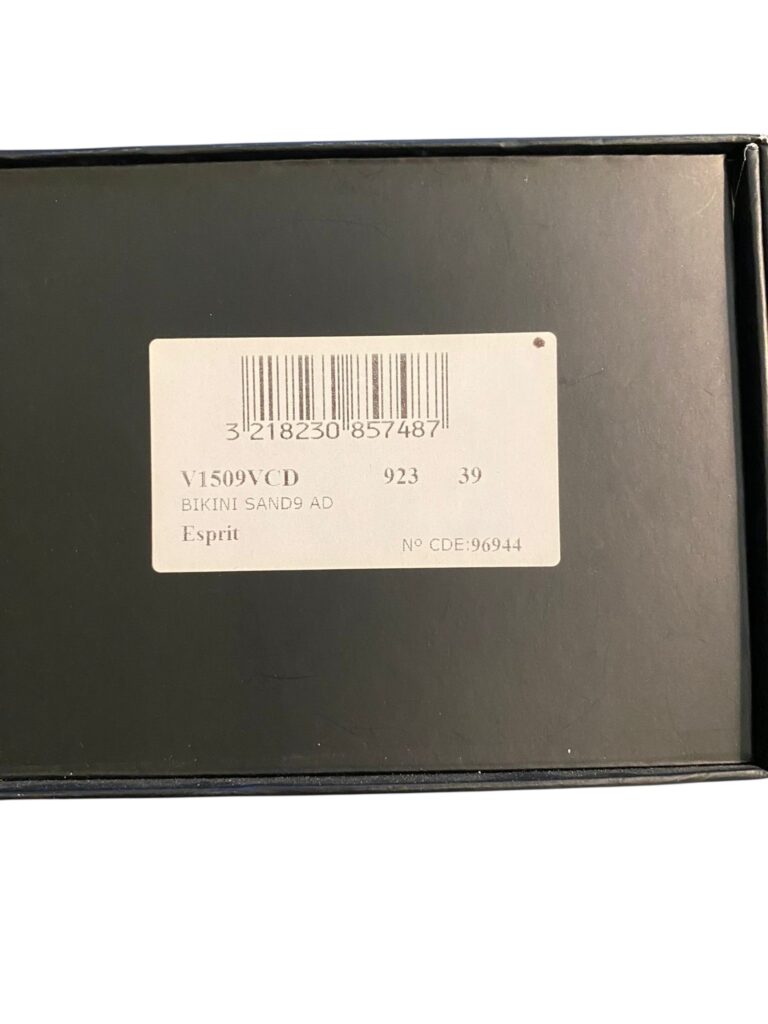 3 218230 857487
V1509VCD 923 39
BIKINI SAND9 AD
Esprit
Nº CDE:96944